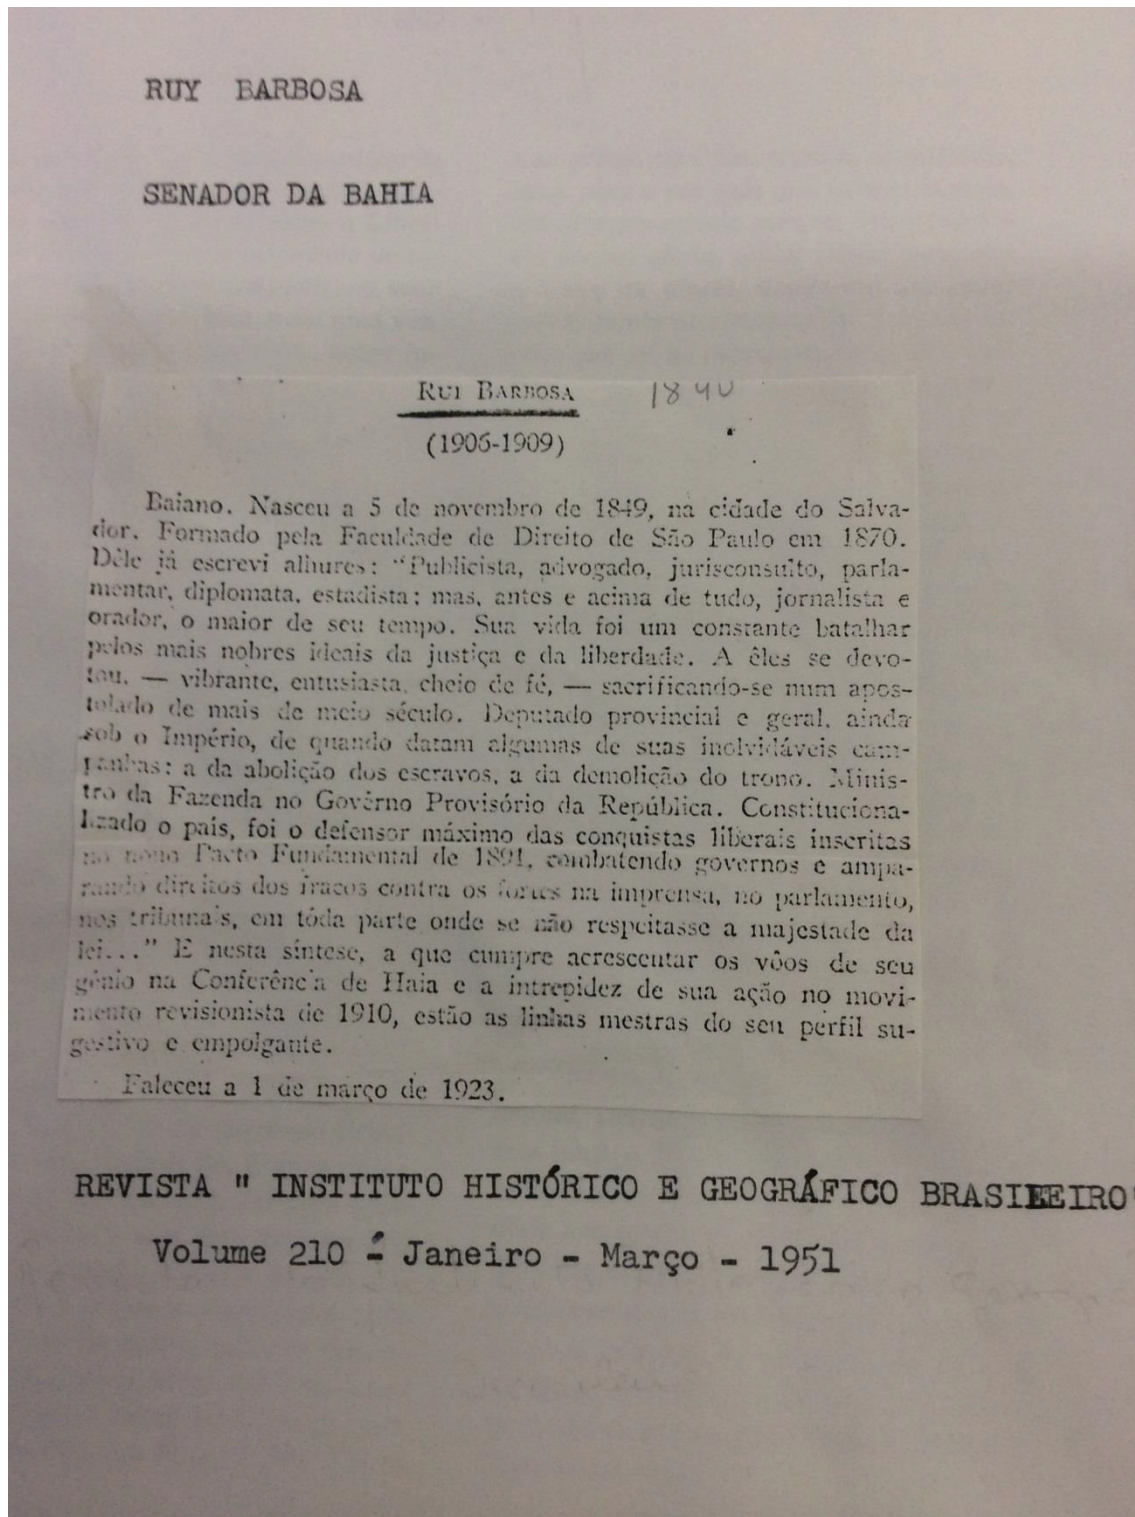 RUY BARBOSA
SENADOR DA BAHIA
RUI BARBOSA 1890
(1906-1909)
Baiano. Nasceu a 5 de novembro de 1849, na cidade do Salva-
dor. Formado pela Faculdade de Direito de São Paulo em 1870.
Dêle já escrevi alhures: "Publicista, advogado, jurisconsulto, parla-
mentar, diplomata, estadista; mas, antes e acima de tudo, jornalista e
orador, o maior de seu tempo. Sua vida foi um constante batalhar
pelos mais nobres ideais da justiça e da liberdade. A êles se devo-
tou, — vibrante, entusiasta, cheio de fé, — sacrificando-se num apos-
tolado de mais de meio século. Deputado provincial e geral, ainda
sob o Império, de quando datam algumas de suas inolvidáveis cam-
panhas: a da abolição dos escravos, a da demolição do trono. Minis-
tro da Fazenda no Govêrno Provisório da República. Constituciona-
lizado o país, foi o defensor máximo das conquistas liberais inscritas
no novo Pacto Fundamental de 1891, combatendo governos e ampa-
rando direitos dos fracos contra os fortes na imprensa, no parlamento,
nos tribunais, em tôda parte onde se não respeitasse a majestade da
lei..." E nesta síntese, a que cumpre acrescentar os vôos de seu
gênio na Conferência de Haia e a intrepidez de sua ação no movi-
mento revisionista de 1910, estão as linhas mestras do seu perfil su-
gestivo e empolgante.
Faleceu a 1 de março de 1923.
REVISTA " INSTITUTO HISTÓRICO E GEOGRÁFICO BRASILEIRO"
Volume 210 - Janeiro - Março - 1951